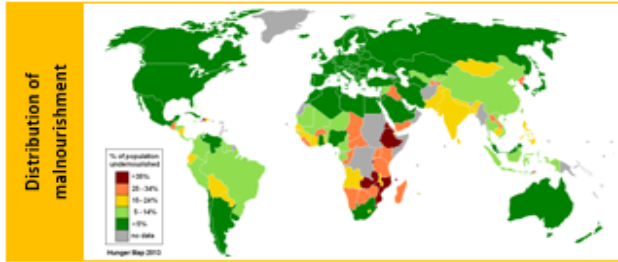 Distribution of
malnourishment
% of population
undernourished
>35%
25 - 34%
15 - 24%
5 - 14%
<5%
no data
Hunger Map 2013